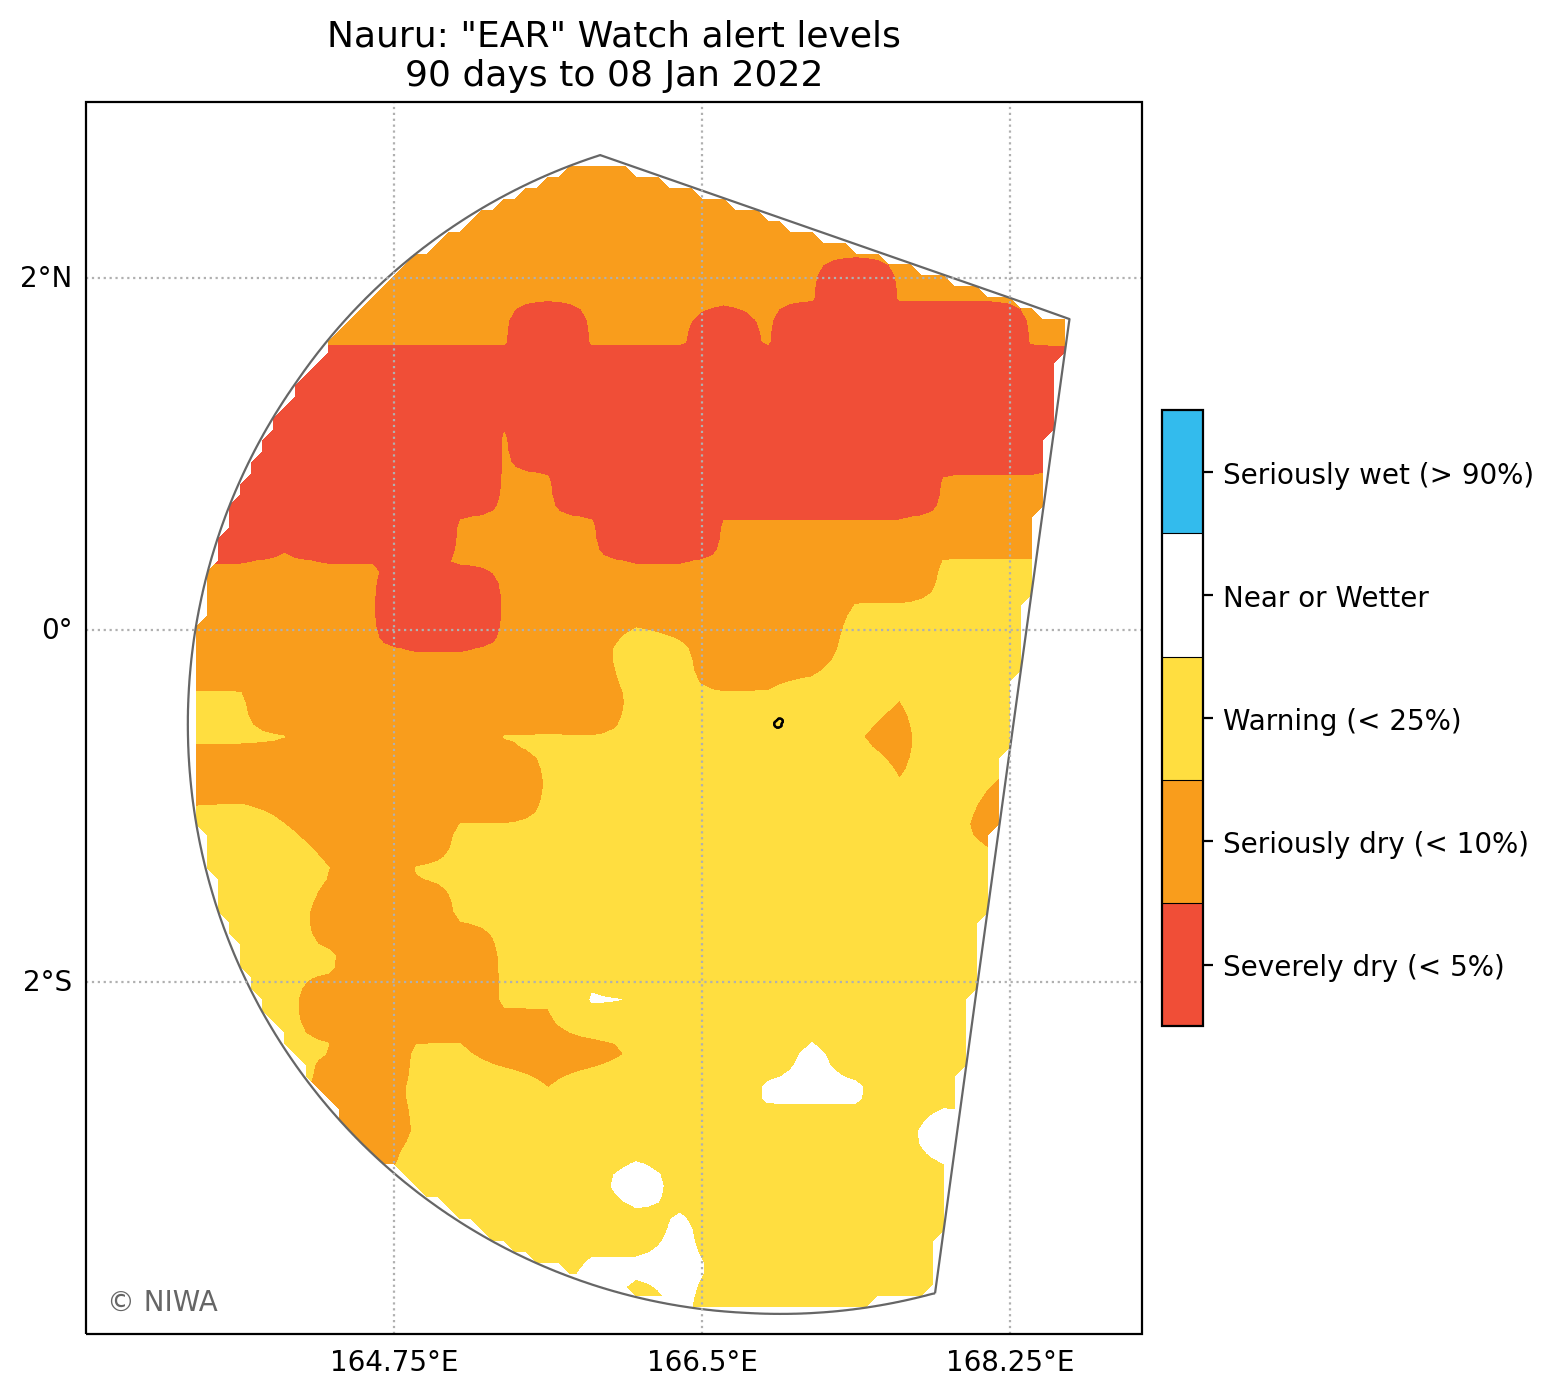 Nauru: "EAR" Watch alert levels
90 days to 08 Jan 2022
2°N
0°
2°S
164.75°E
166.5°E
168.25°E
Seriously wet (> 90%)
Near or Wetter
Warning (< 25%)
Seriously dry (< 10%)
Severely dry (< 5%)
© NIWA